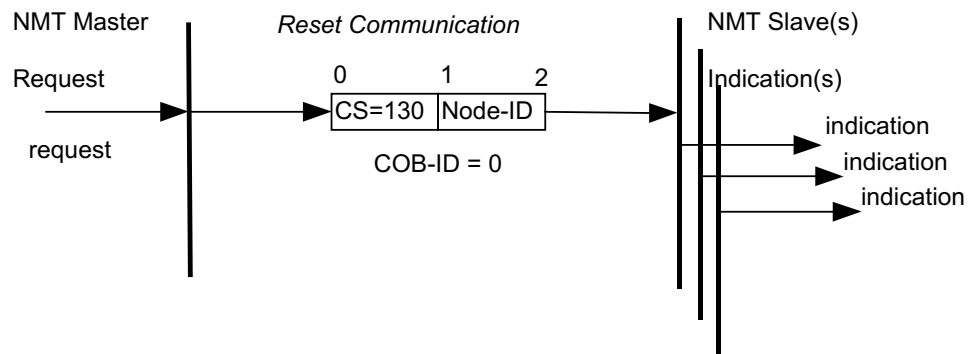 NMT Master
Reset Communication
NMT Slave(s)
Request
0 1 2
Indication(s)
CS=130 Node-ID
request
COB-ID = 0
indication
indication
indication